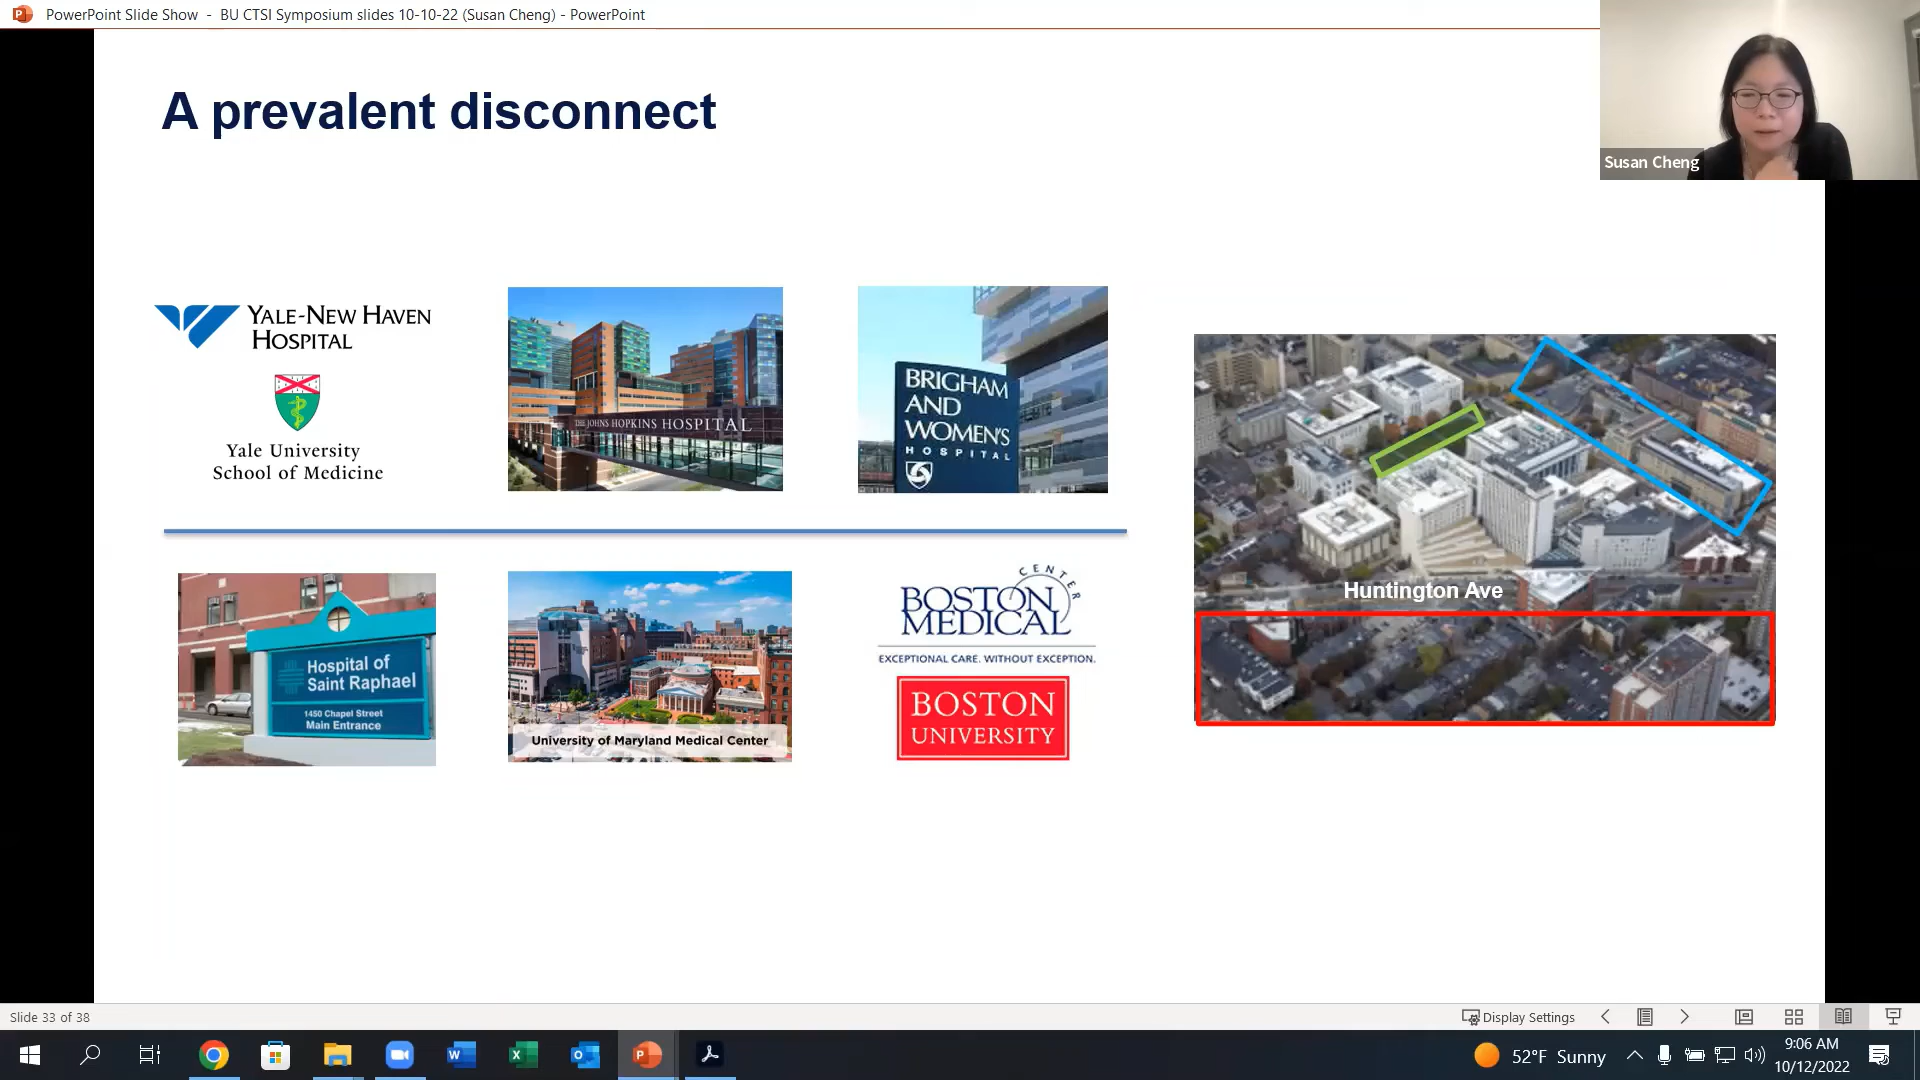 PowerPoint Slide Show - BU CTSI Symposium slides 10-10-22 (Susan Cheng) - PowerPoint
Susan Cheng
A prevalent disconnect
YALE-NEW HAVEN
HOSPITAL
Yale University
School of Medicine
THE JOHNS HOPKINS HOSPITAL
BRIGHAM
AND
WOMEN'S
HOSPITAL
Hospital of
Saint Raphael
1450 Chapel Street
Main Entrance
University of Maryland Medical Center
BOSTON
MEDICAL
CENTER
EXCEPTIONAL CARE. WITHOUT EXCEPTION.
BOSTON
UNIVERSITY
Huntington Ave
Slide 33 of 38
Display Settings
52°F Sunny
9:06 AM
10/12/2022